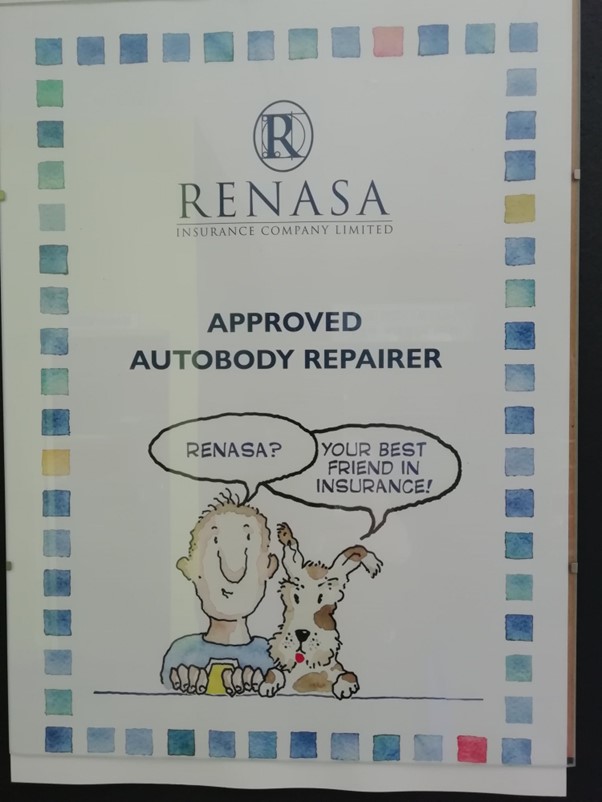 R
RENASA
INSURANCE COMPANY LIMITED
APPROVED
AUTOBODY REPAIRER
RENASA?
YOUR BEST
FRIEND IN
INSURANCE!